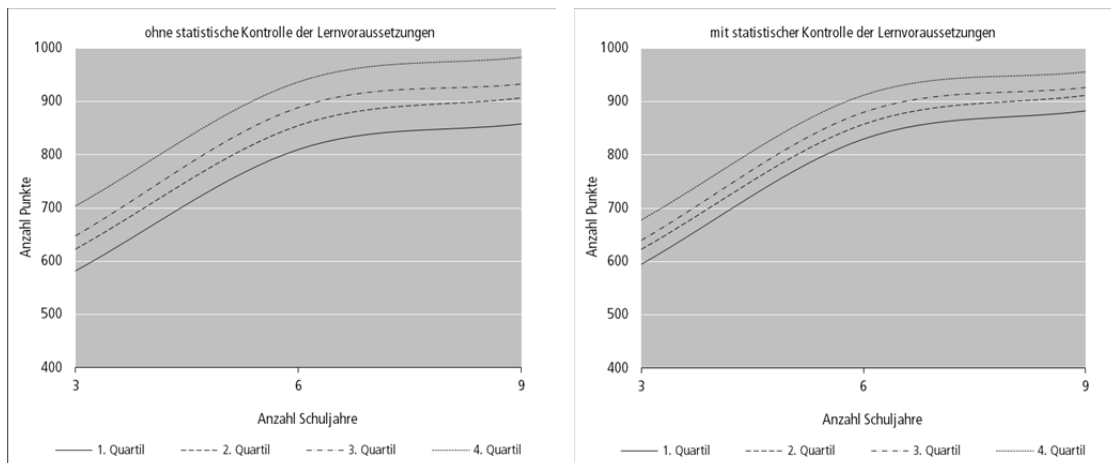 ohne statistische Kontrolle der Lernvoraussetzungen
1000
900
800
700
600
500
400
Anzahl Punkte
3
6
9
Anzahl Schuljahre
1. Quartil
2. Quartil
3. Quartil
4. Quartil
mit statistischer Kontrolle der Lernvoraussetzungen
1000
900
800
700
600
500
400
Anzahl Punkte
3
6
9
Anzahl Schuljahre
1. Quartil
2. Quartil
3. Quartil
4. Quartil